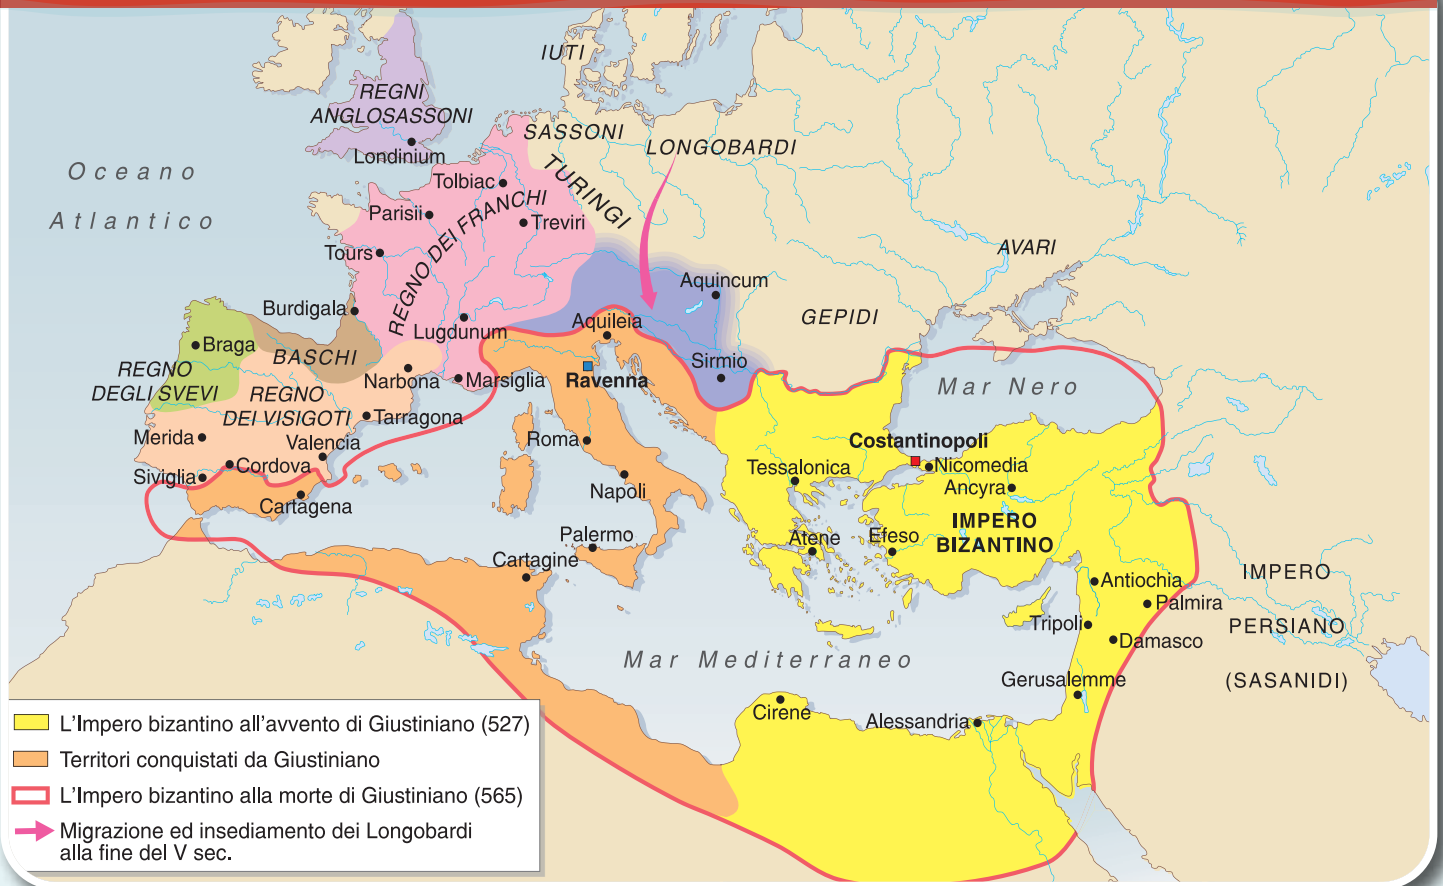 IUTI
REGNI
ANGLOSASSONI
SASSONI
LONGOBARDI
Londinium
TURINGI
Oceano
Atlantico
Tolbiac
REGNO DEI FRANCHI
Parisii
Treviri
Tours
AVARI
Aquincum
Burdigala
GEPIDI
Lugdunum
Aquileia
Braga
BASCHI
REGNO
DEGLI SVEVI
Sirmio
Narbona
Marsiglia
Ravenna
Mar Nero
REGNO
DEI VISIGOTI
Tarragona
Merida
Valencia
Roma
Costantinopoli
Siviglia
Cordova
Tessalonica
Nicomedia
Ancyra
Cartagena
Napoli
IMPERO
BIZANTINO
Palermo
Atene
Efeso
Cartagine
Antiochia
IMPERO
PERSIANO
(SASANIDI)
Palmira
Tripoli
Damasco
Mar Mediterraneo
Gerusalemme
Cirene
Alessandria
L'Impero bizantino all'avvento di Giustiniano (527)
Territori conquistati da Giustiniano
L'Impero bizantino alla morte di Giustiniano (565)
Migrazione ed insediamento dei Longobardi
alla fine del V sec.